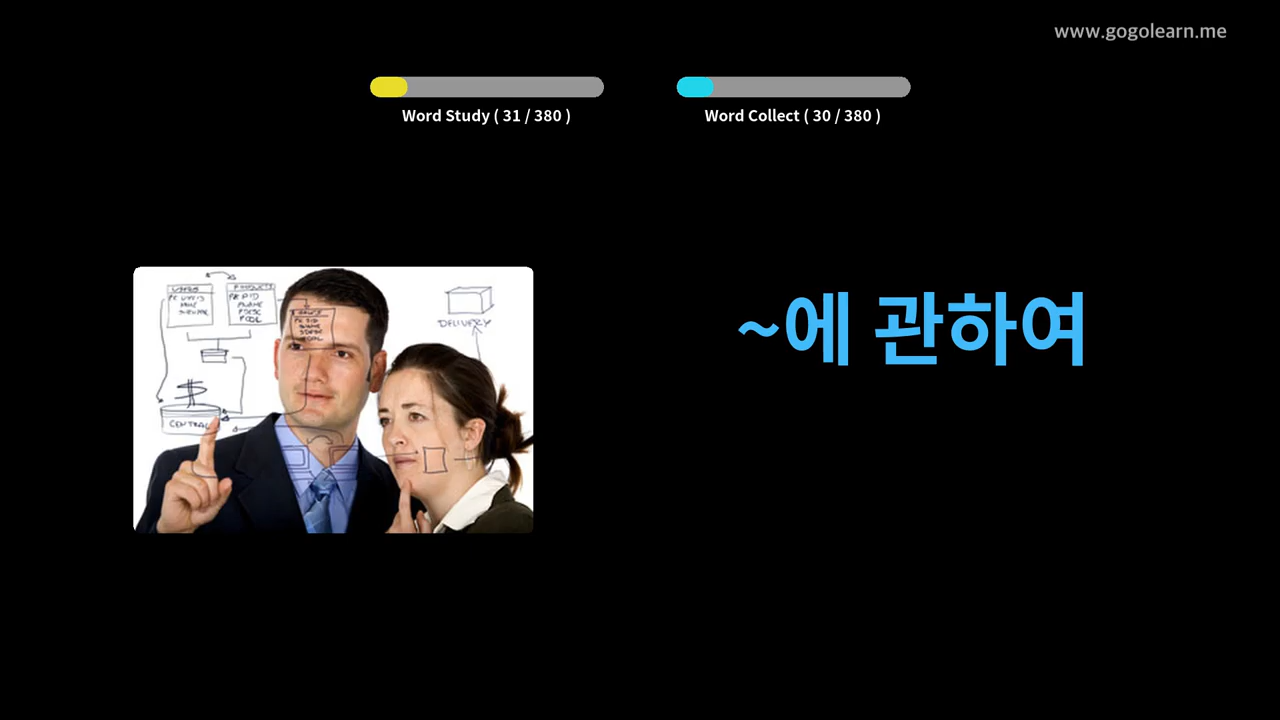 www.gogolearn.me
Word Study ( 31 / 380 )
Word Collect ( 30 / 380 )
~에 관하여
DELIVERY
$
CENTRAL